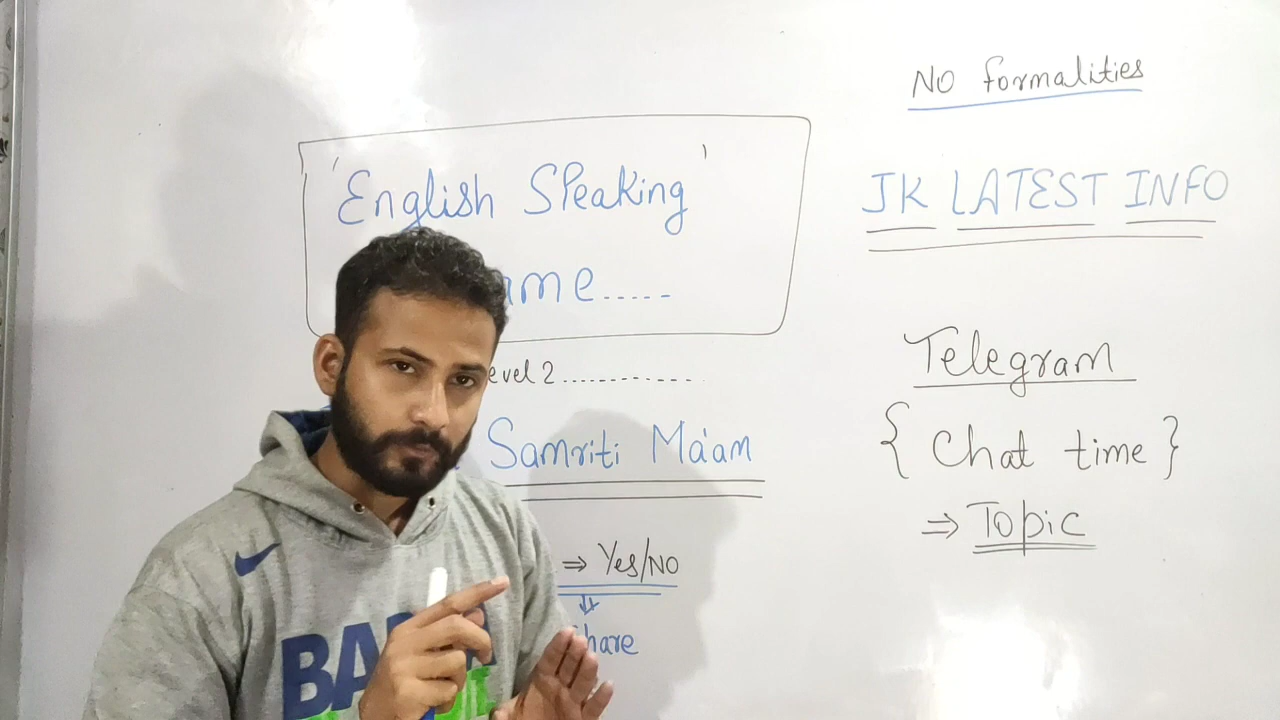 'English Speaking'
ame.....-
evel 2...............
Samriti Ma'am
⇒ Yes/No
hare
No formalities
JK LATEST INFO
Telegram
{ Chat time }
⇒ Topic
BA